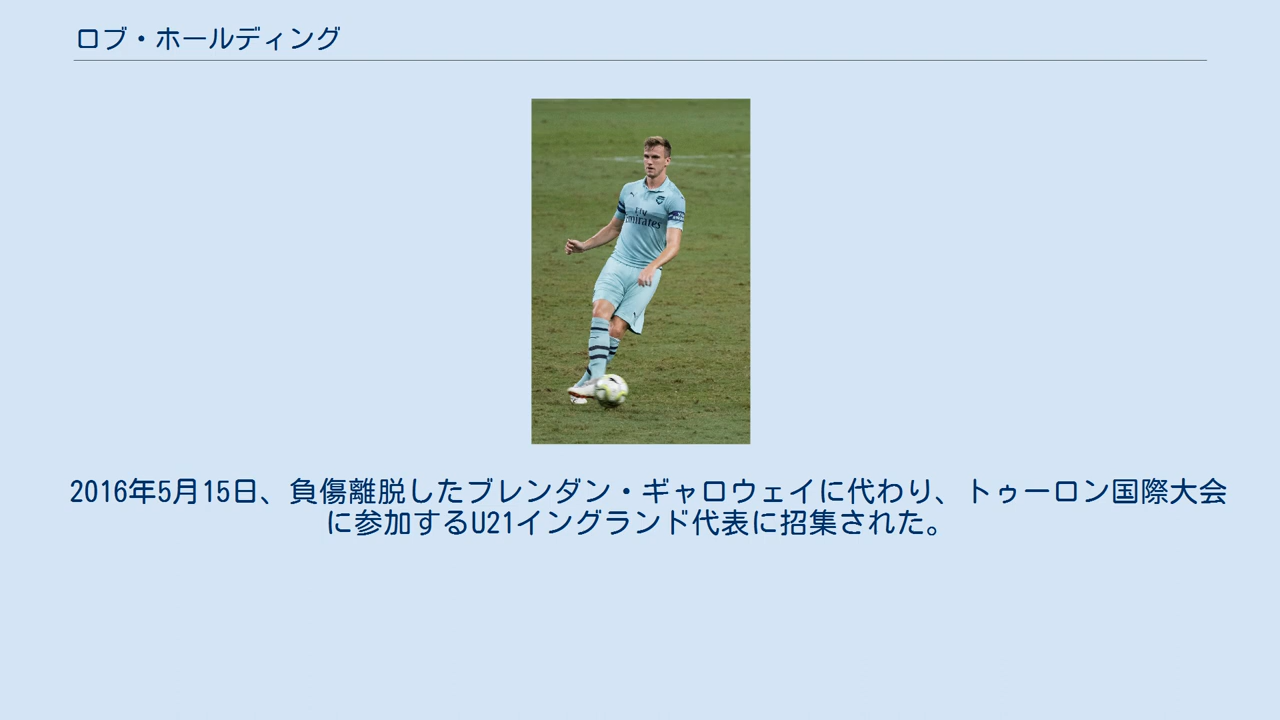 ロブ・ホールディング
Fly
Emirates
2016年5月15日、負傷離脱したブレンダン・ギャロウェイに代わり、トゥーロン国際大会
に参加するU21イングランド代表に招集された。